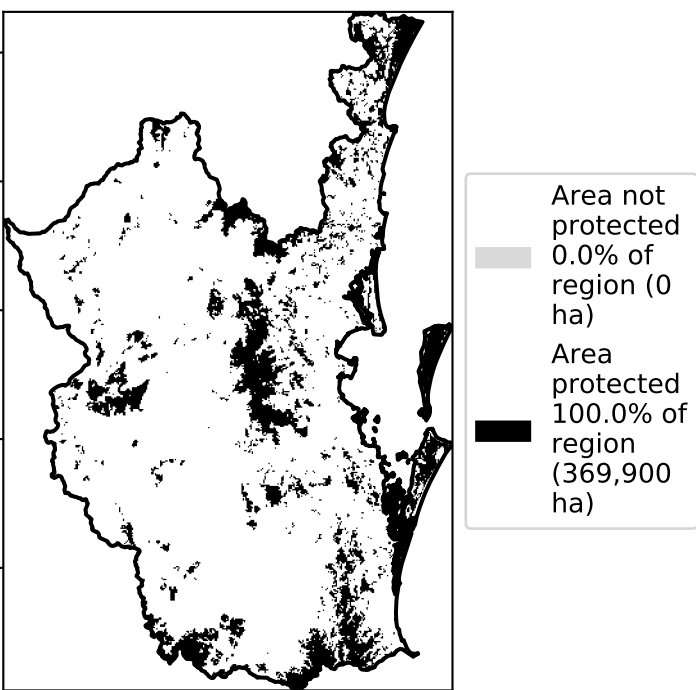 Area not
protected
0.0% of
region (0
ha)
Area
protected
100.0% of
region
(369,900
ha)